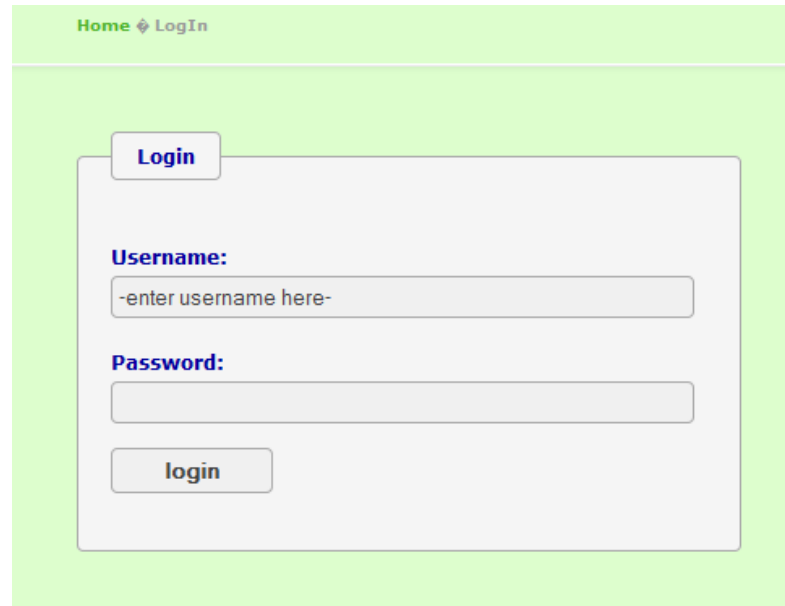 Home � LogIn
Login
Username:
-enter username here-
Password:
login